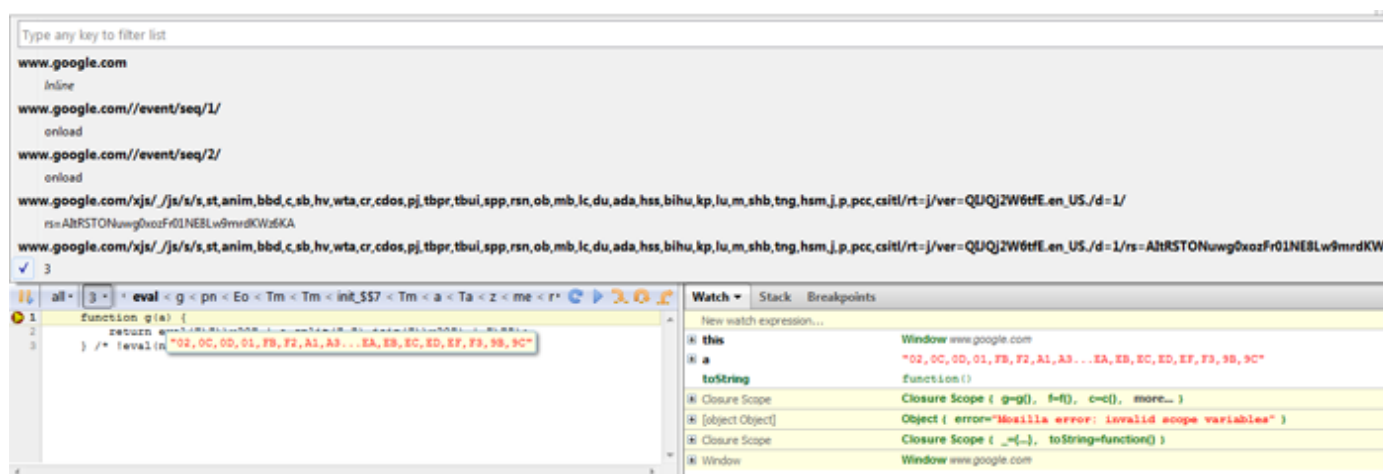 Type any key to filter list
www.google.com
Inline
www.google.com//event/seq/1/
onload
www.google.com//event/seq/2/
onload
www.google.com/xjs/_/js/s/s,st,anim,bbd,c,sb,hv,wta,cr,cdos,pj,tbpr,tbui,spp,rsn,ob,mb,lc,du,ada,hss,bihu,kp,lu,m,shb,tng,hsm,j,p,pcc,csitl/rt=j/ver=QlJQj2W6tfE.en_US./d=1/
rs=AItRSTONuwg0xozFr01NE8Lw9mrdKWz6KA
www.google.com/xjs/_/js/s/s,st,anim,bbd,c,sb,hv,wta,cr,cdos,pj,tbpr,tbui,spp,rsn,ob,mb,lc,du,ada,hss,bihu,kp,lu,m,shb,tng,hsm,j,p,pcc,csitl/rt=j/ver=QlJQj2W6tfE.en_US./d=1/rs=AItRSTONuwg0xozFr01NE8Lw9mrdKW
3
all 3 eval < g < pn < Eo < Tm < Tm < init_$$7 < Tm < a < Ta < z < me < r
1 function g(a) {
2 return
3 } /* !eval(n
"02,0C,0D,01,FB,F2,A1,A3...EA,EB,EC,ED,EF,F3,9B,9C"
Watch Stack Breakpoints
New watch expression...
this Window www.google.com
a "02,0C,0D,01,FB,F2,A1,A3...EA,EB,EC,ED,EF,F3,9B,9C"
toString function()
Closure Scope Closure Scope { g=g(), f=f(), c=c(), more... }
[object Object] Object { error="Mozilla error: invalid scope variables" }
Closure Scope Closure Scope { _={...}, toString=function() }
Window Window www.google.com